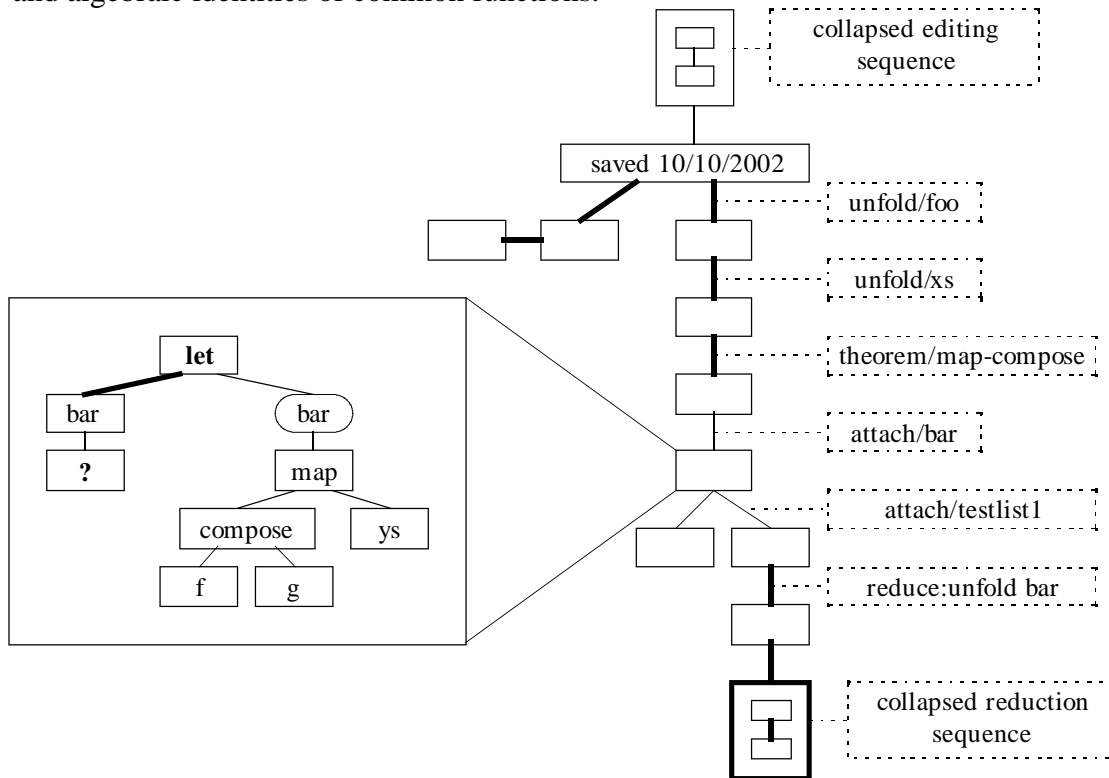 and algebraic identities of common functions.
collapsed editing
sequence
saved 10/10/2002
unfold/foo
unfold/xs
theorem/map-compose
attach/bar
attach/testlist1
reduce:unfold bar
collapsed reduction
sequence
let
bar
bar
?
map
compose
ys
f
g